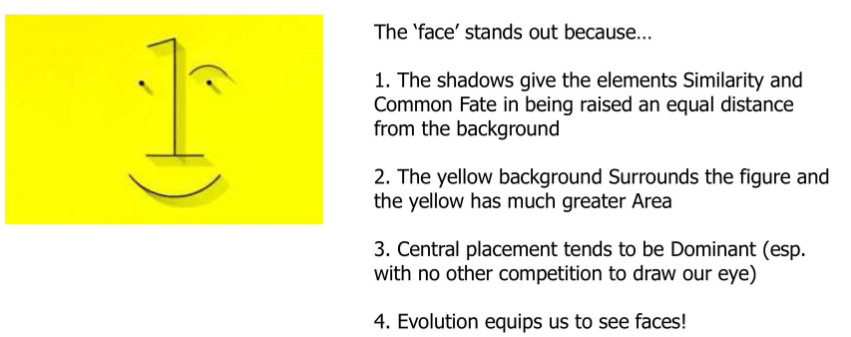 The ‘face’ stands out because...
1. The shadows give the elements Similarity and
Common Fate in being raised an equal distance
from the background
2. The yellow background Surrounds the figure and
the yellow has much greater Area
3. Central placement tends to be Dominant (esp.
with no other competition to draw our eye)
4. Evolution equips us to see faces!